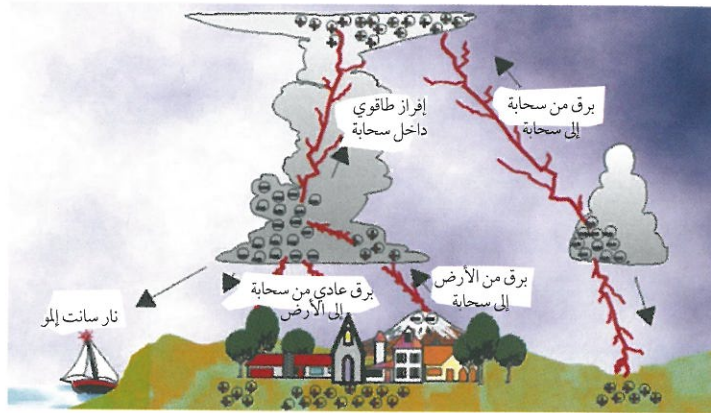 برق من سحابة
إلى سحابة
إفراز طاقوي
داخل سحابة
برق من الأرض
إلى سحابة
برق عادي من سحابة
إلى الأرض
نار سانت إلمو